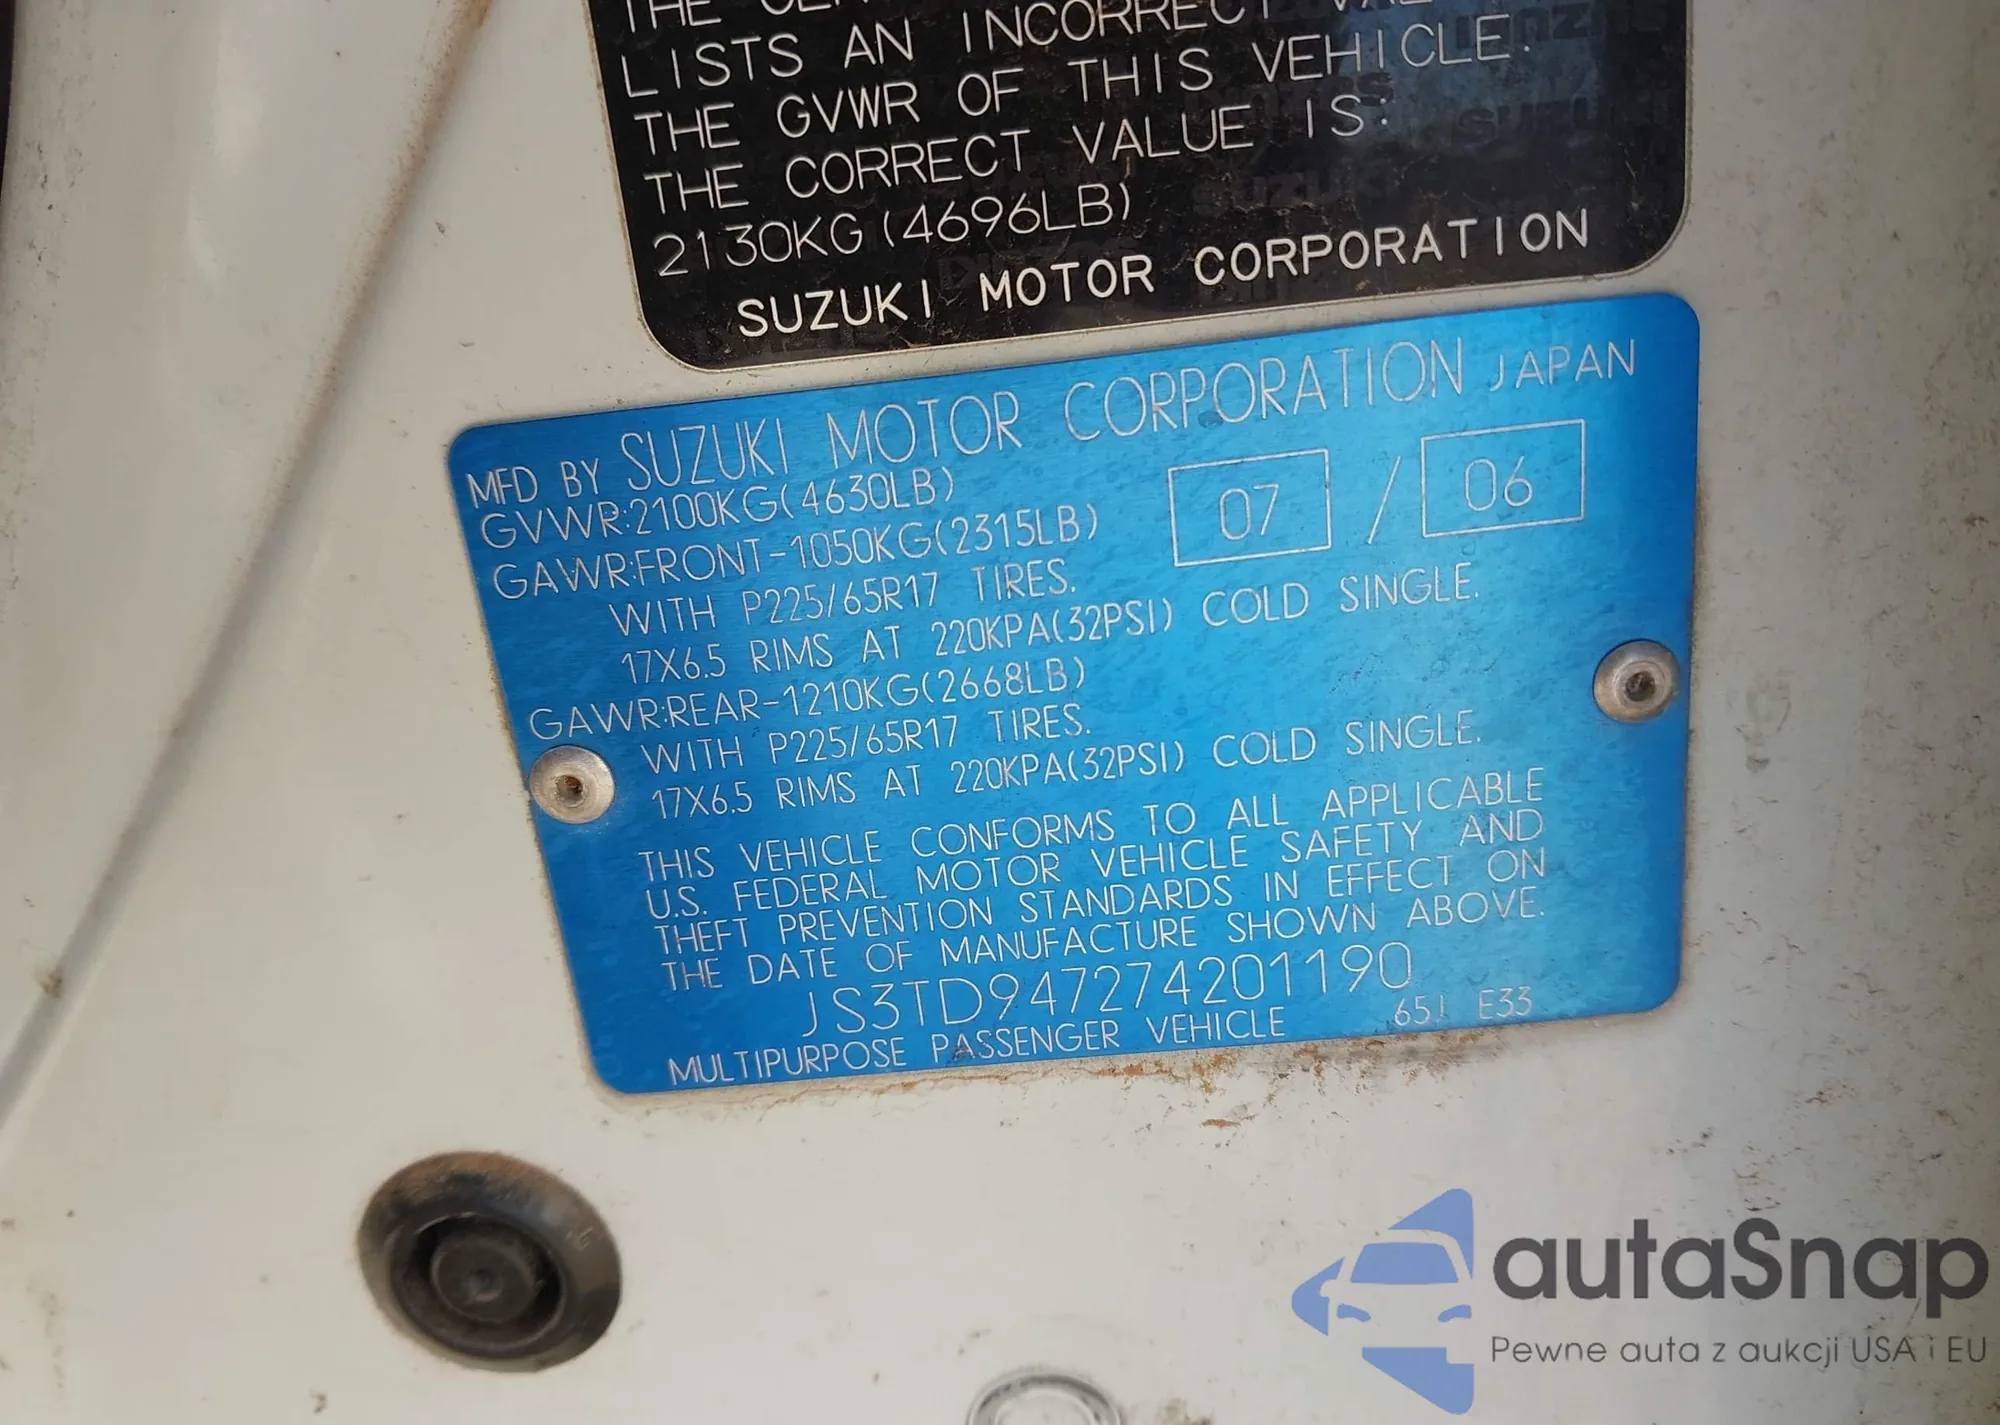 THE
LISTS AN INCORRECT
THE GVWR OF THIS VEHICLE.
THE CORRECT VALUE IS:
2130KG(4696LB)
SUZUKI MOTOR CORPORATION
MFD BY SUZUKI MOTOR CORPORATION JAPAN
GVWR:2100KG(4630LB)
07 / 06
GAWR:FRONT-1050KG(2315LB)
WITH P225/65R17 TIRES.
17X6.5 RIMS AT 220KPA(32PSI) COLD SINGLE.
GAWR:REAR-1210KG(2668LB)
WITH P225/65R17 TIRES.
17X6.5 RIMS AT 220KPA(32PSI) COLD SINGLE.
THIS VEHICLE CONFORMS TO ALL APPLICABLE
U.S. FEDERAL MOTOR VEHICLE SAFETY AND
THEFT PREVENTION STANDARDS IN EFFECT ON
THE DATE OF MANUFACTURE SHOWN ABOVE.
JS3TD947274201190
MULTIPURPOSE PASSENGER VEHICLE 65J E33
autaSnap
Pewne auta z aukcji USA i EU